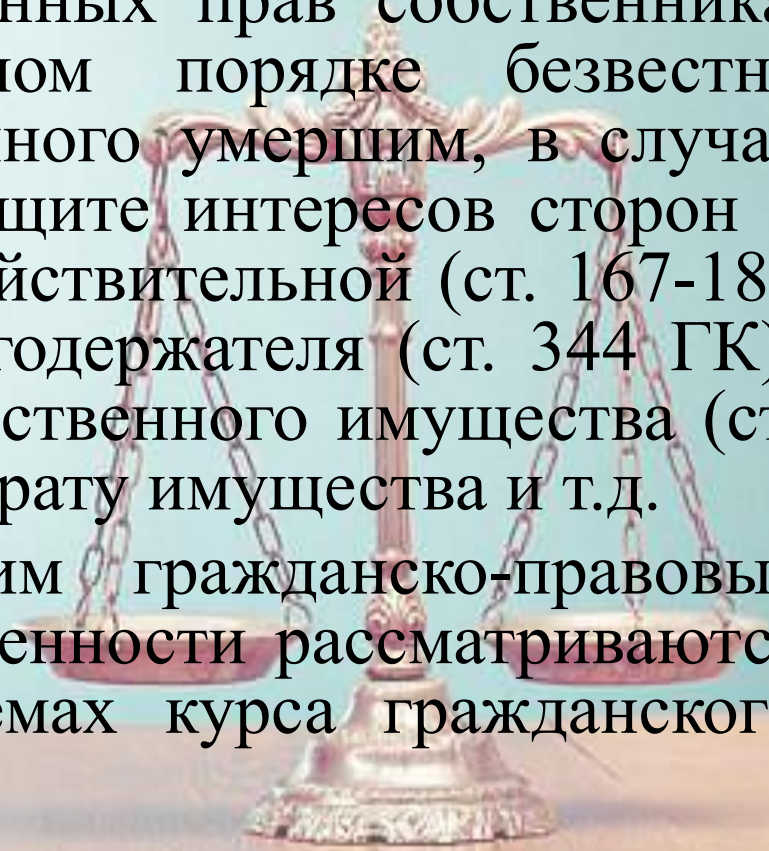 нных прав собственника
ном порядке безвестн
нного умершим, в случа
щите интересов сторон
йствительной (ст. 167-18
годержателя (ст. 344 ГК)
ственного имущества (ст
рату имущества и т.д.
им гражданско-правовы
енности рассматриваютс
емах курса гражданског